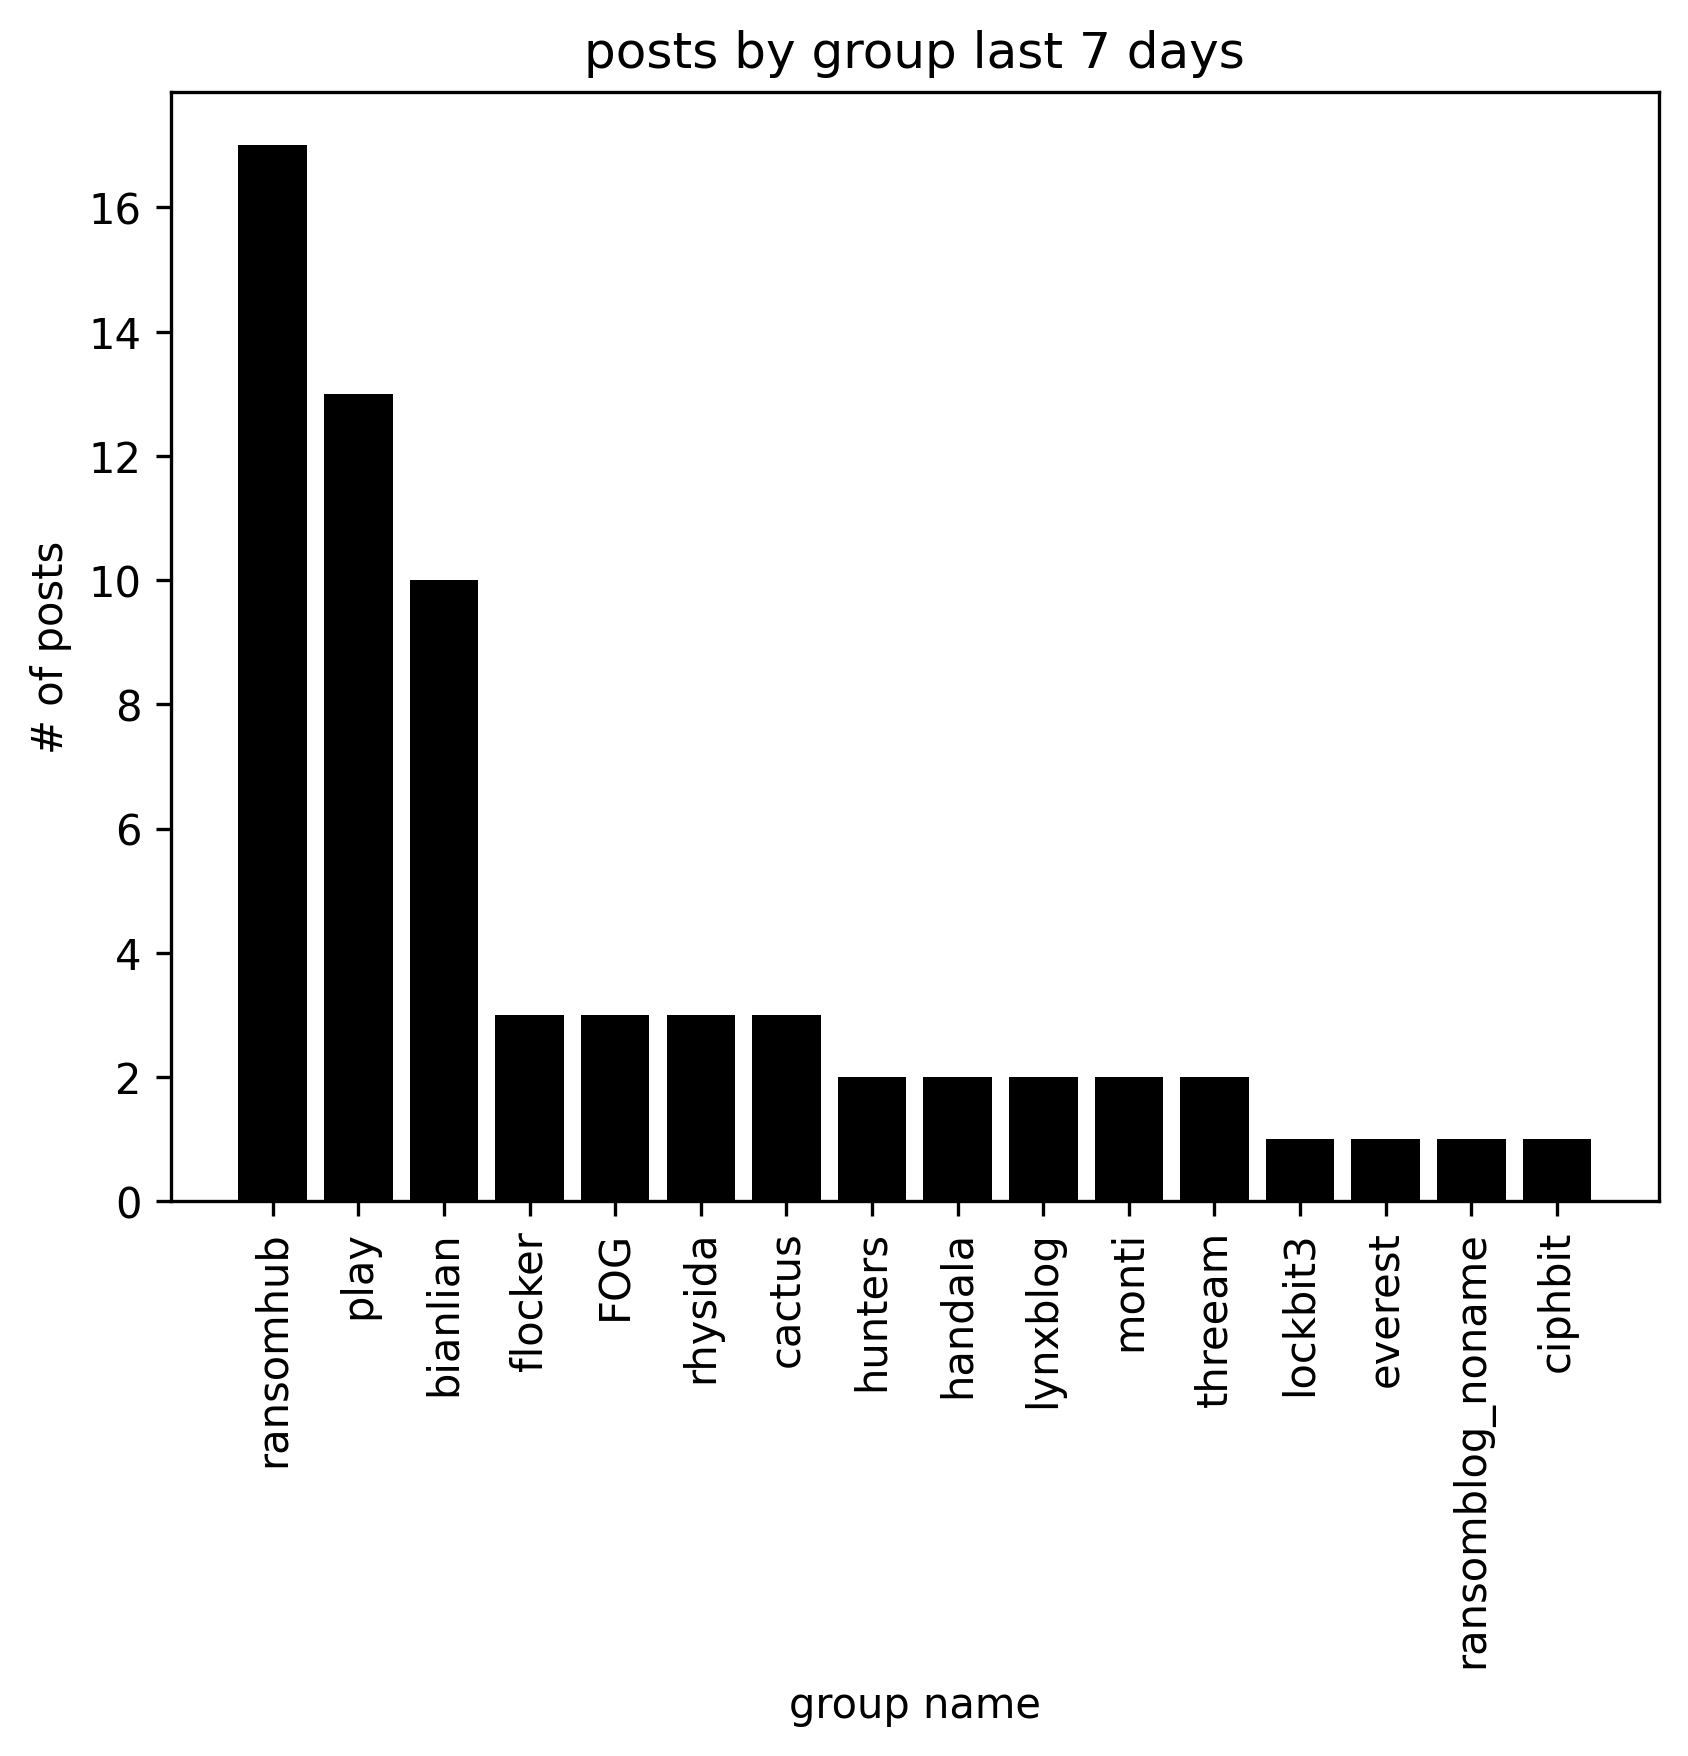 posts by group last 7 days
# of posts
16
14
12
10
8
6
4
2
0
ransomhub
play
bianlian
flocker
FOG
rhysida
cactus
hunters
handala
lynxblog
monti
threeam
lockbit3
everest
ransomblog_noname
ciphbit
group name